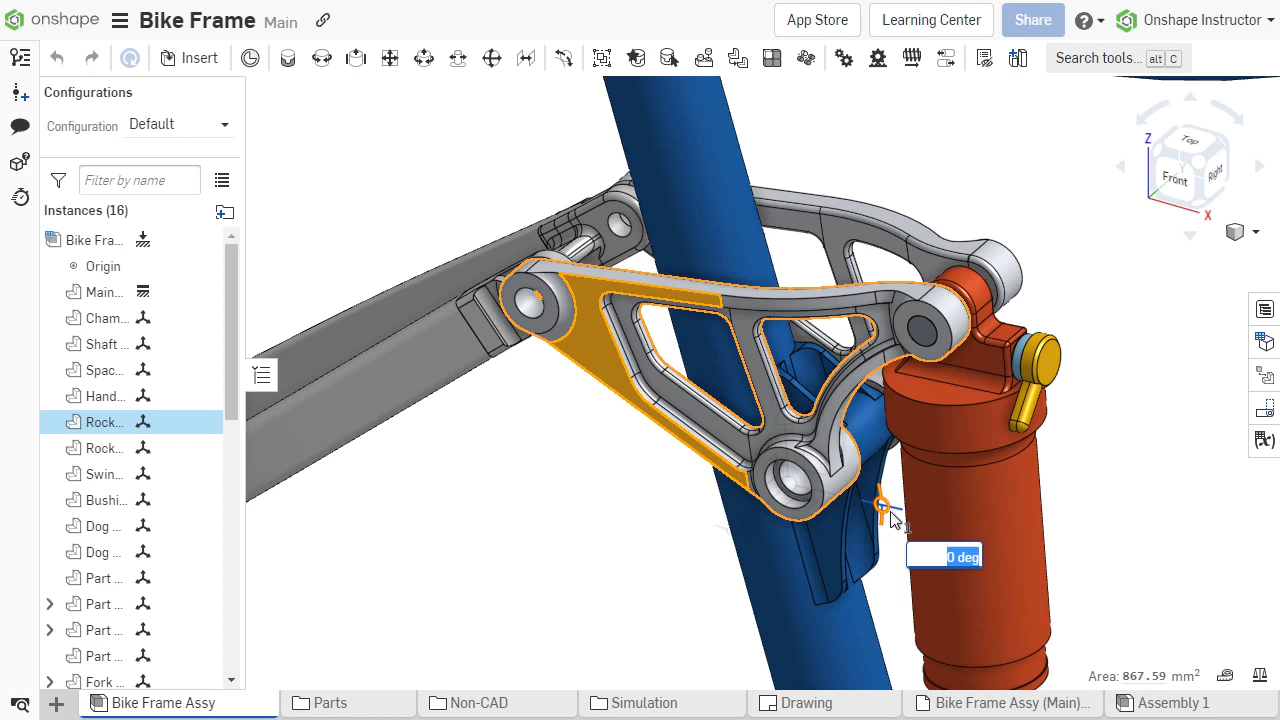 onshape Bike Frame Main App Store Learning Center Share Onshape Instructor
Insert Search tools... alt C
Configurations
Configuration Default
Filter by name
Instances (16)
Bike Fra...
Origin
Main...
Cham...
Shaft ...
Spac...
Hand...
Rock...
Rock...
Swin...
Bushi...
Dog ...
Dog ...
Part ...
Part ...
Part ...
Part ...
Fork ...
Z
Top
Front
Right
Y
X
1
0 deg
Area: 867.59 mm²
Bike Frame Assy Parts Non-CAD Simulation Drawing Bike Frame Assy (Main)... Assembly 1